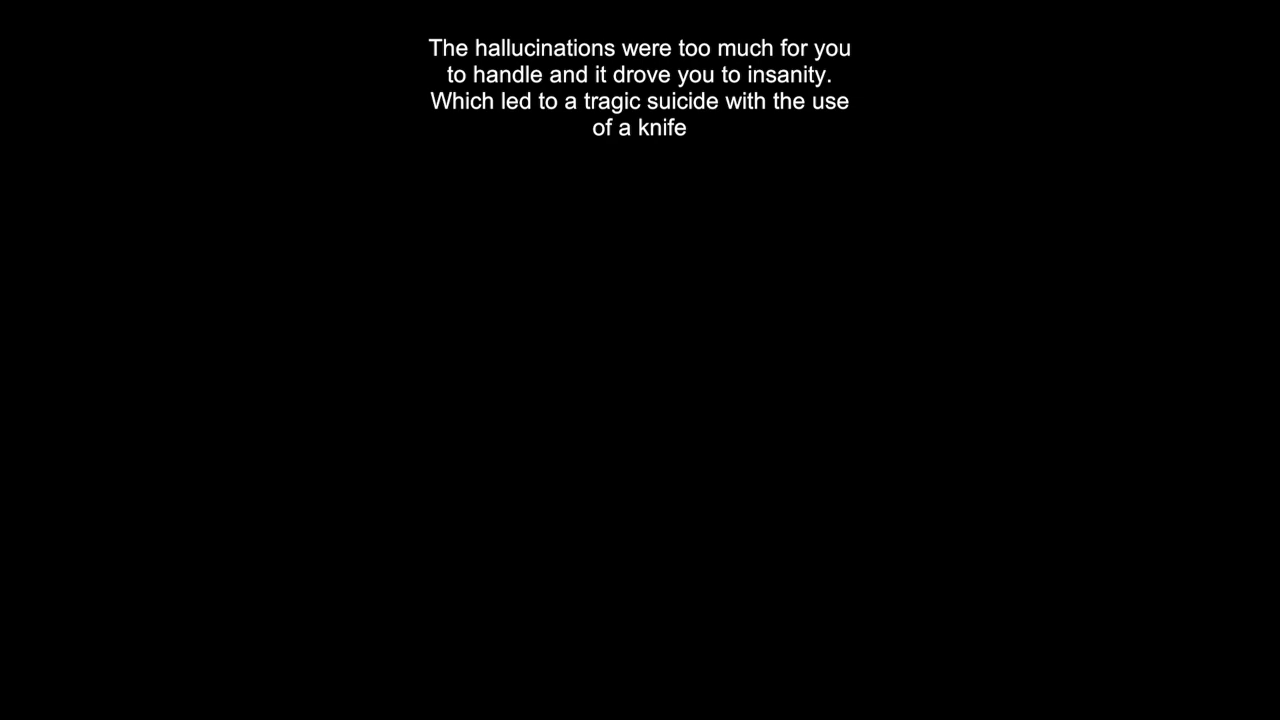 The hallucinations were too much for you
to handle and it drove you to insanity.
Which led to a tragic suicide with the use
of a knife